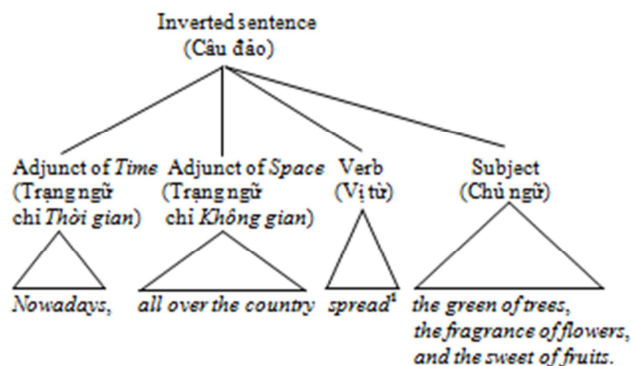 Inverted sentence
(Câu đảo)
Adjunct of Time
(Trạng ngữ
chỉ Thời gian)
Adjunct of Space
(Trạng ngữ
chỉ Không gian)
Verb
(Vị từ)
Subject
(Chủ ngữ)
Nowadays,
all over the country
spread¹
the green of trees,
the fragrance of flowers,
and the sweet of fruits.